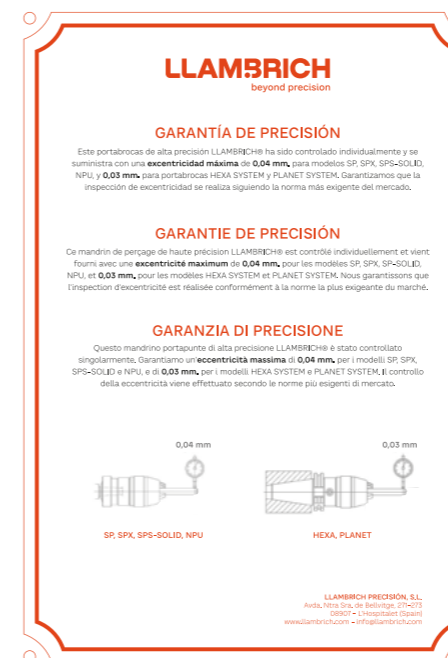 LLAMBRICH
beyond precision
GARANTÍA DE PRECISIÓN
Este portabrocas de alta precisión LLAMBRICH® ha sido controlado individualmente y se
suministra con una excentricidad máxima de 0,04 mm, para modelos SP, SPX, SPS-SOLID,
NPU, y 0,03 mm. para portabrocas HEXA SYSTEM y PLANET SYSTEM. Garantizamos que la
inspección de excentricidad se realiza siguiendo la norma más exigente del mercado.
GARANTIE DE PRECISIÓN
Ce mandrin de perçage de haute précision LLAMBRICH® est contrôlé individuellement et vient
fourni avec une excentricité maximum de 0,04 mm, pour les modèles SP, SPX, SP-SOLID,
NPU, et 0,03 mm, pour les modèles HEXA SYSTEM et PLANET SYSTEM. Nous garantissons que
l'inspection d'excentricité est réalisée conformément à la norme la plus exigeante du marché.
GARANZIA DI PRECISIONE
Questo mandrino portapunte di alta precisione LLAMBRICH® è stato controllato
singolarmente. Garantiamo un'eccentricità massima di 0,04 mm, per i modelli SP, SPX,
SPS-SOLID e NPU, e di 0,03 mm, per i modelli HEXA SYSTEM e PLANET SYSTEM. Il controllo
della eccentricità viene effettuato secondo le norme più esigenti di mercato.
0,04 mm
0,03 mm
SP, SPX, SPS-SOLID, NPU
HEXA, PLANET
LLAMBRICH PRECISIÓN, S.L.
Avda. Ntra Sra. de Bellvitge, 271-273
08907 - L'Hospitalet (Spain)
www.llambrich.com - info@llambrich.com